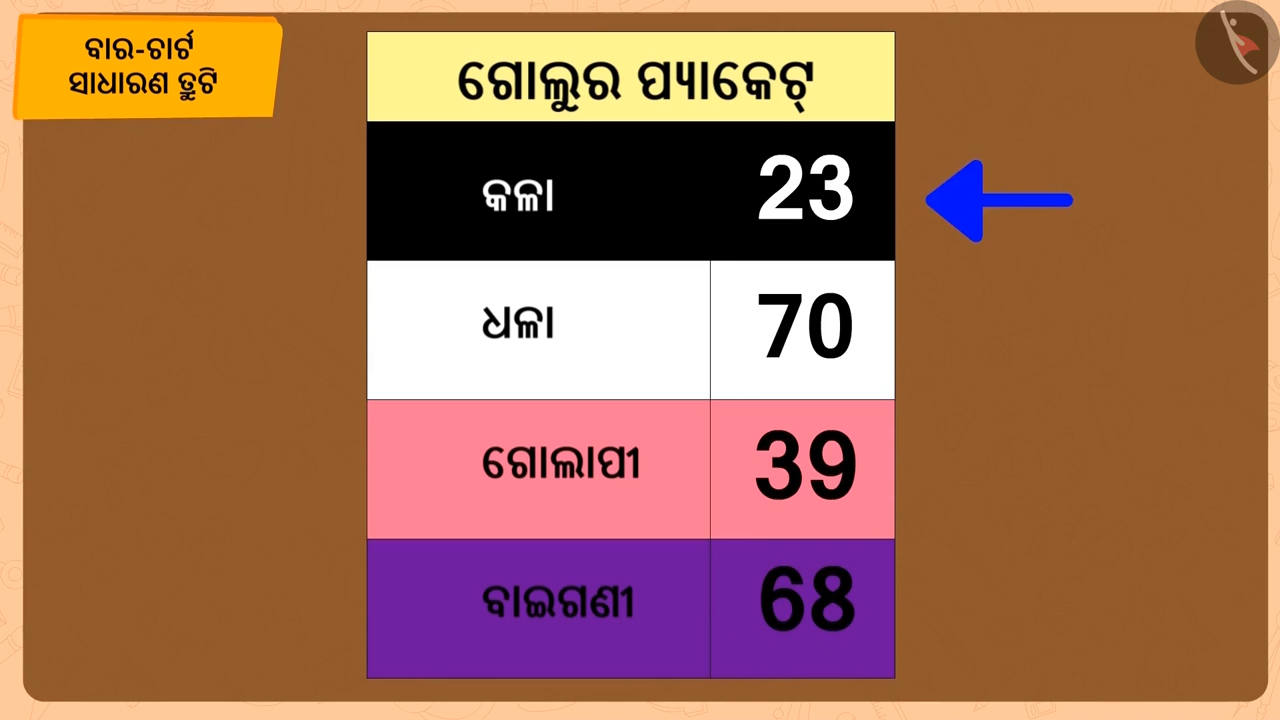 ବାର-ଚାର୍ଟ
ସାଧାରଣ ତ୍ରୁଟି
ଗୋଲୁର ପ୍ୟାକେଟ୍
କଳା 23
ଧଳା 70
ଗୋଲାପୀ 39
ବାଇଗଣୀ 68